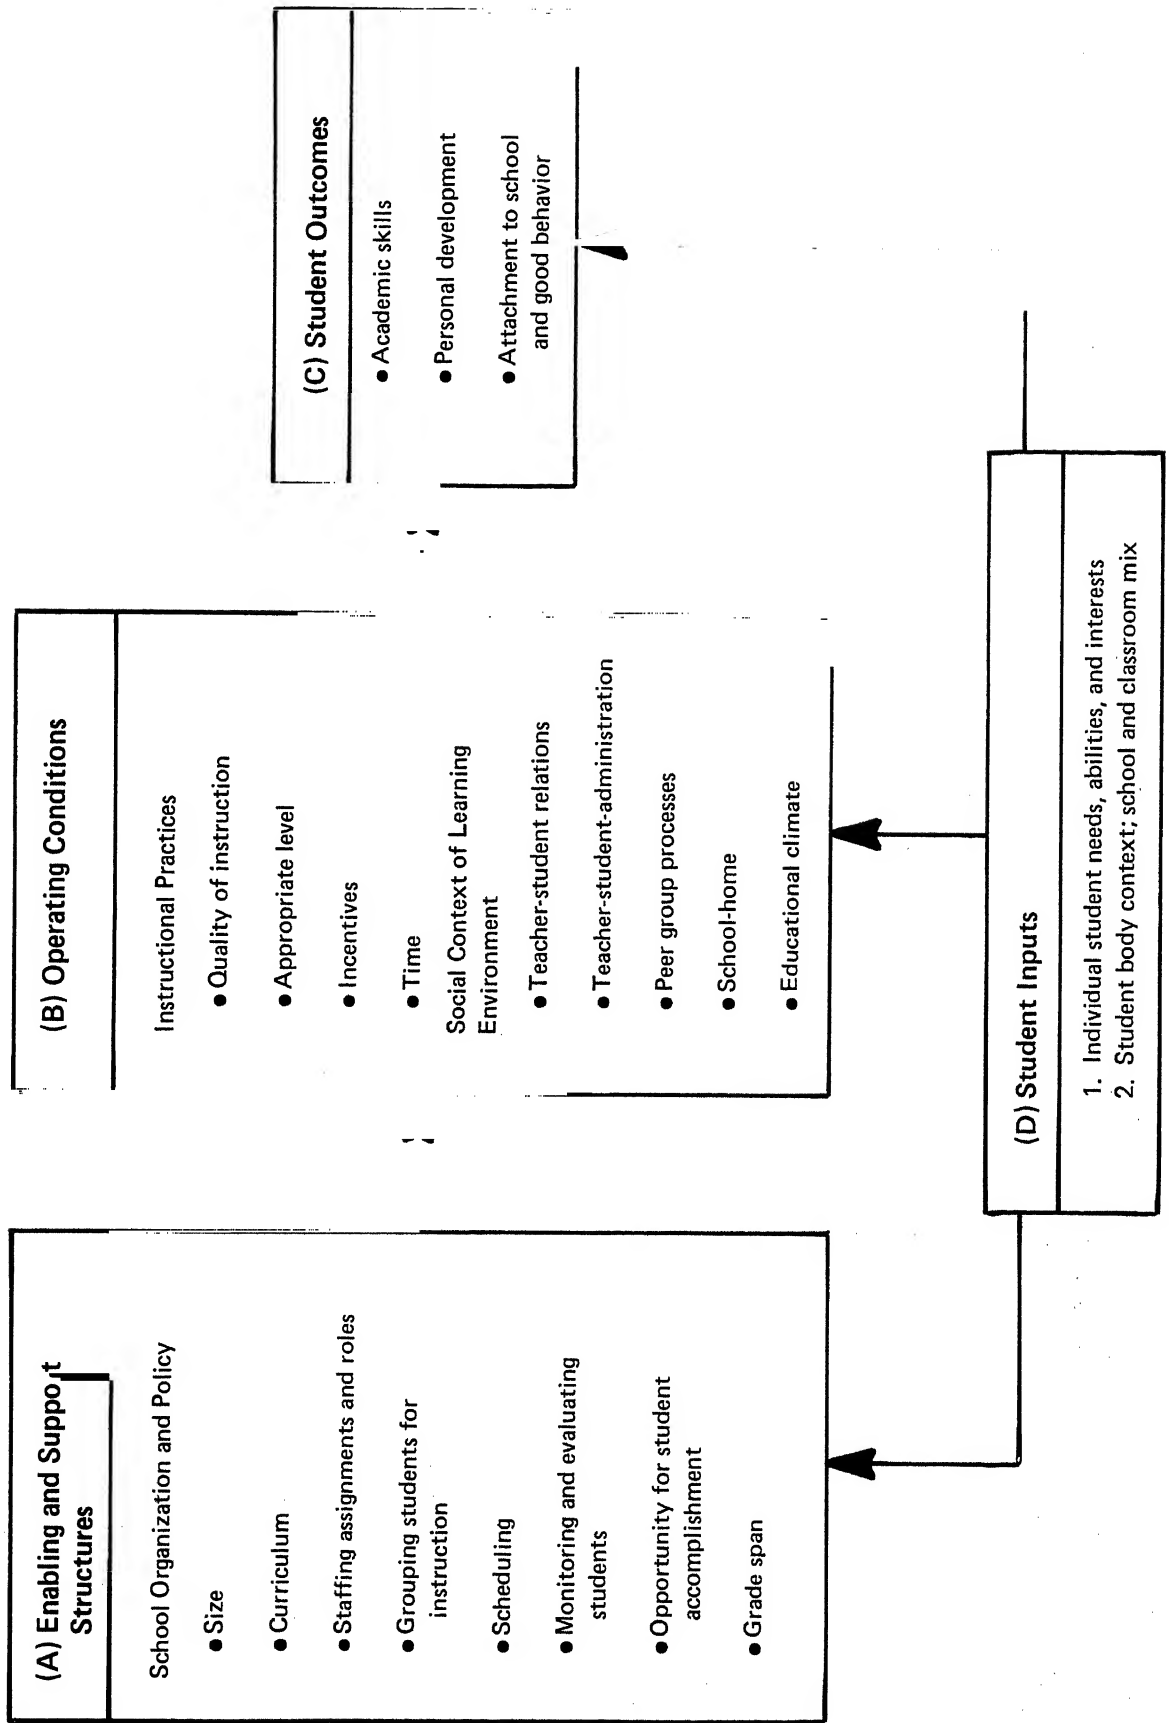 (A) Enabling and Support
Structures
School Organization and Policy
● Size
● Curriculum
● Staffing assignments and roles
● Grouping students for
instruction
● Scheduling
● Monitoring and evaluating
students
● Opportunity for student
accomplishment
● Grade span
(B) Operating Conditions
Instructional Practices
● Quality of instruction
● Appropriate level
● Incentives
● Time
Social Context of Learning
Environment
● Teacher-student relations
● Teacher-student-administration
● Peer group processes
● School-home
● Educational climate
(C) Student Outcomes
● Academic skills
● Personal development
● Attachment to school
and good behavior
(D) Student Inputs
1. Individual student needs, abilities, and interests
2. Student body context; school and classroom mix